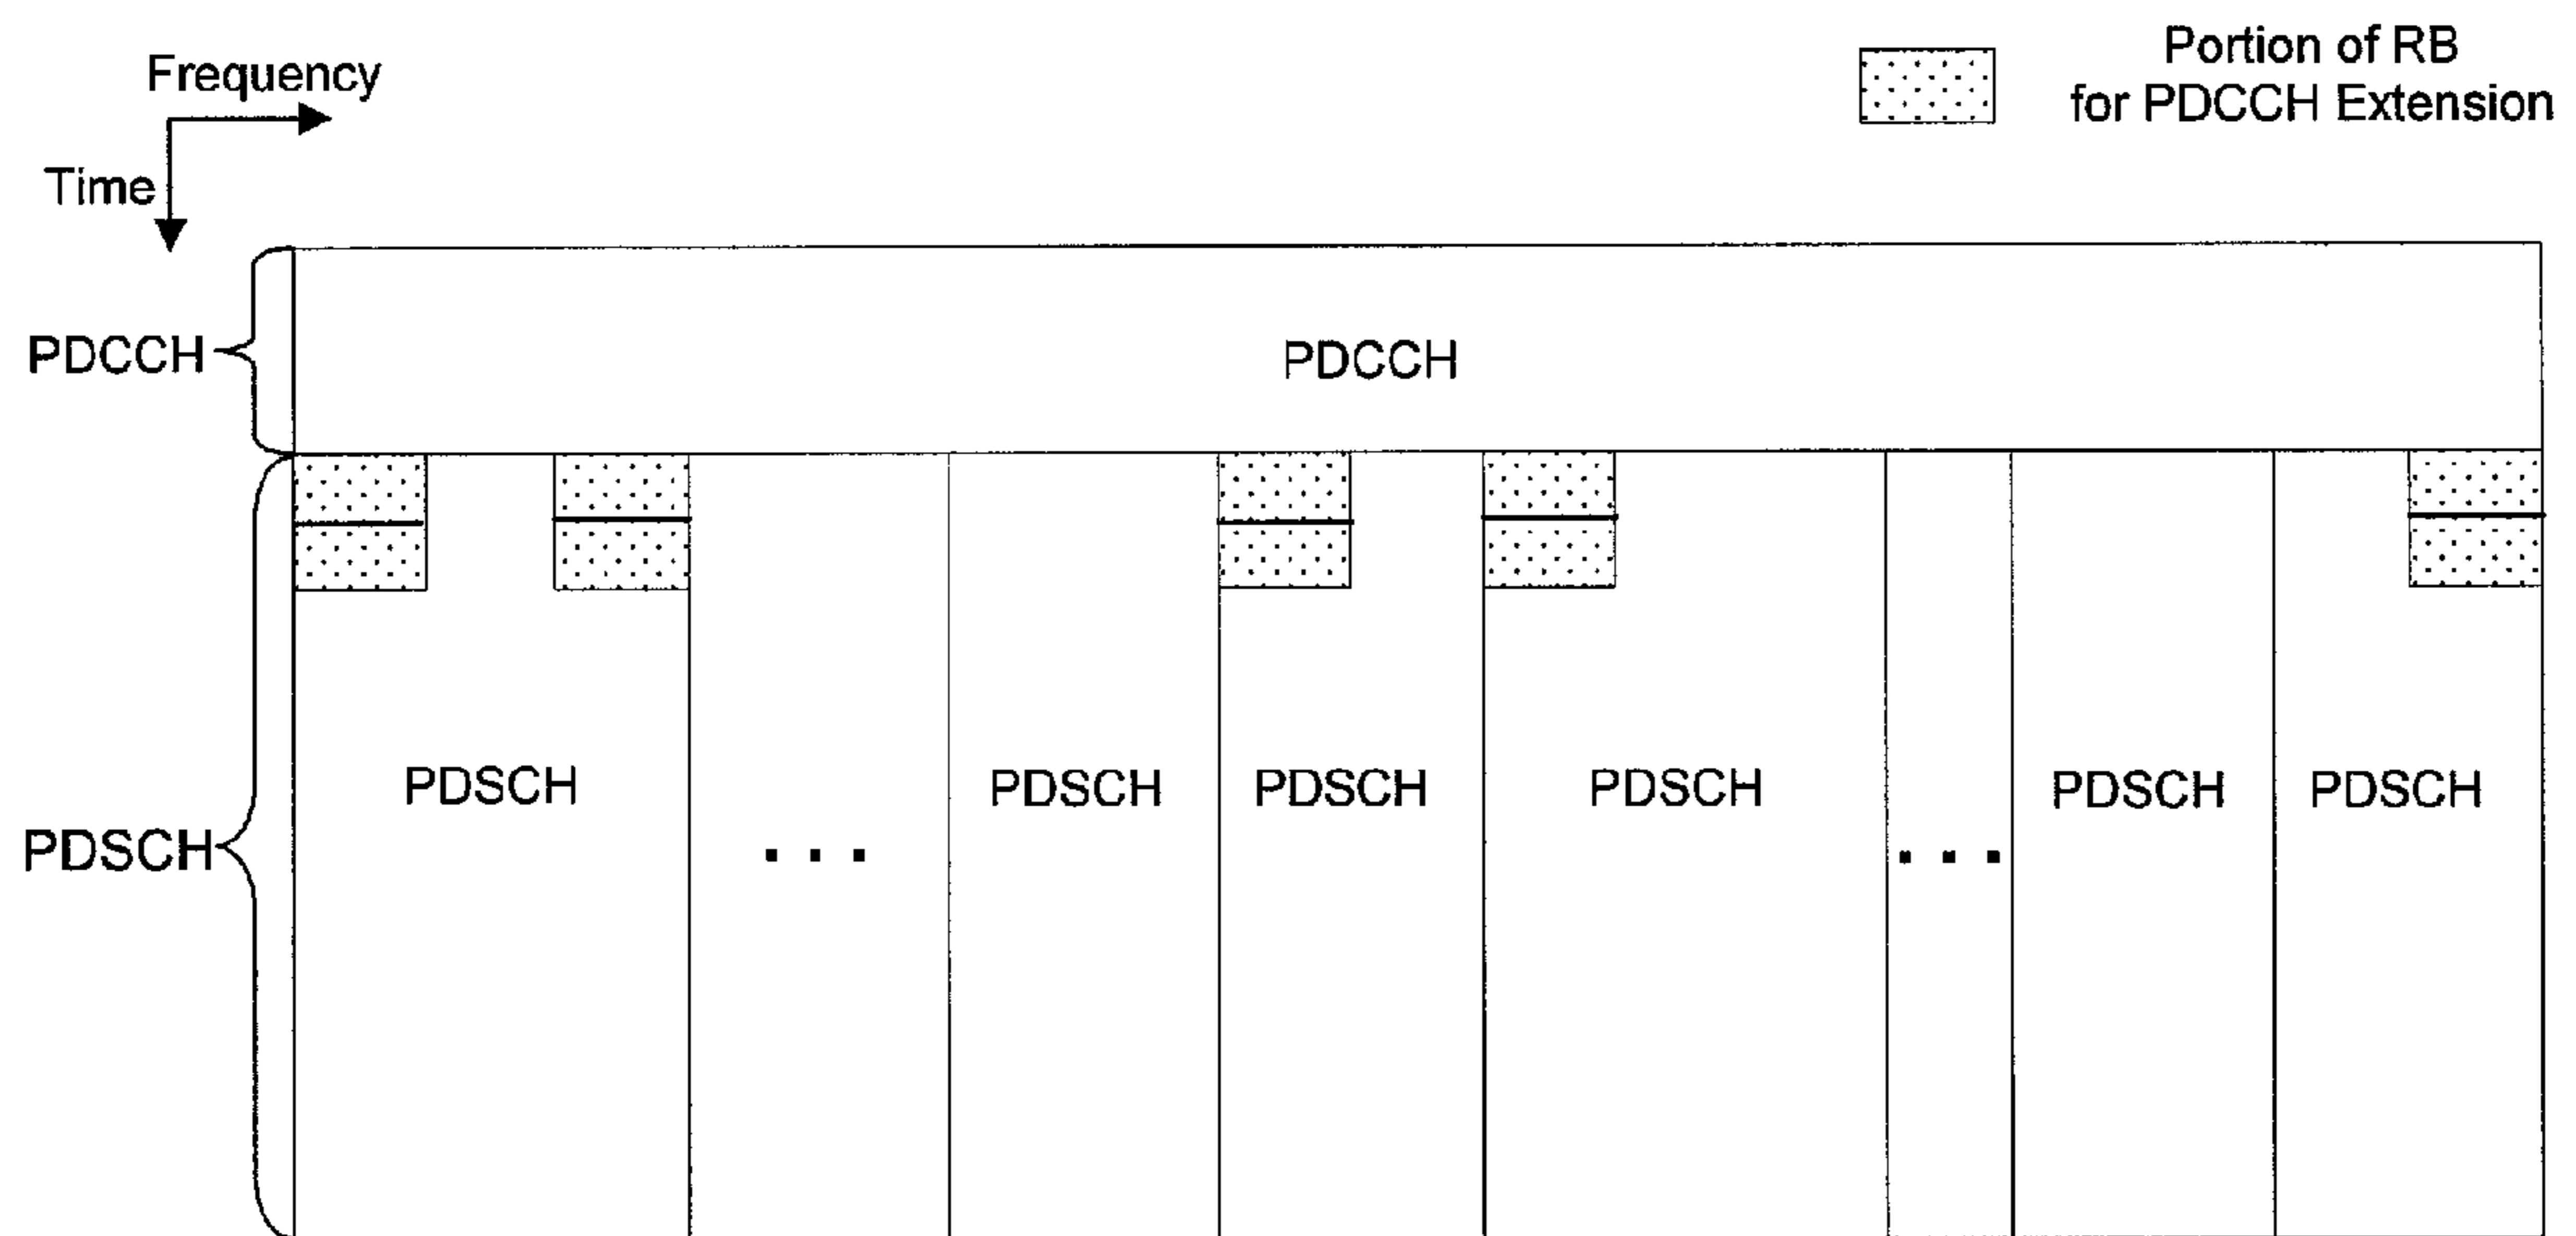 Frequency
Time
Portion of RB
for PDCCH Extension
PDCCH
PDCCH
PDSCH
PDSCH
PDSCH
PDSCH
PDSCH
PDSCH
PDSCH
. . .
. . .